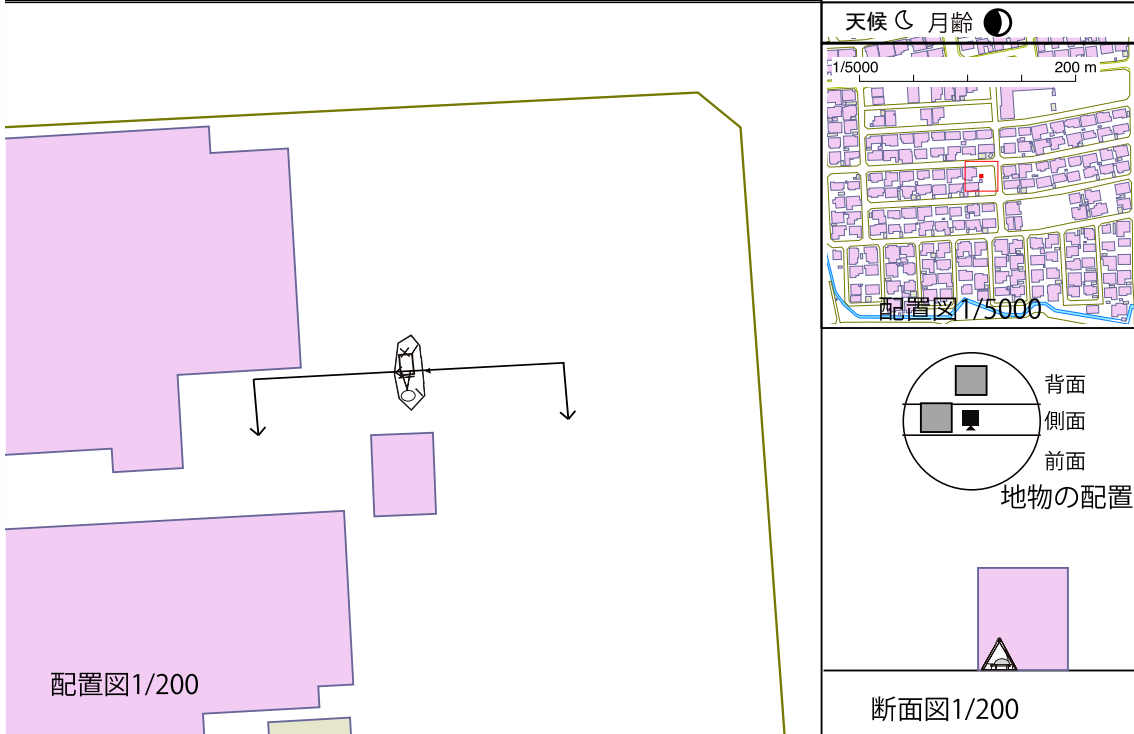 天候 月齢
1/5000 200 m
配置図1/5000
背面
側面
前面
地物の配置
配置図1/200
断面図1/200